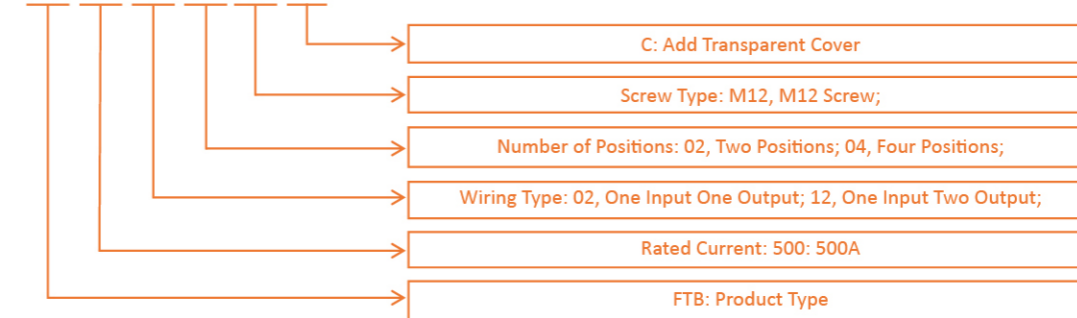 C: Add Transparent Cover
Screw Type: M12, M12 Screw;
Number of Positions: 02, Two Positions; 04, Four Positions;
Wiring Type: 02, One Input One Output; 12, One Input Two Output;
Rated Current: 500: 500A
FTB: Product Type